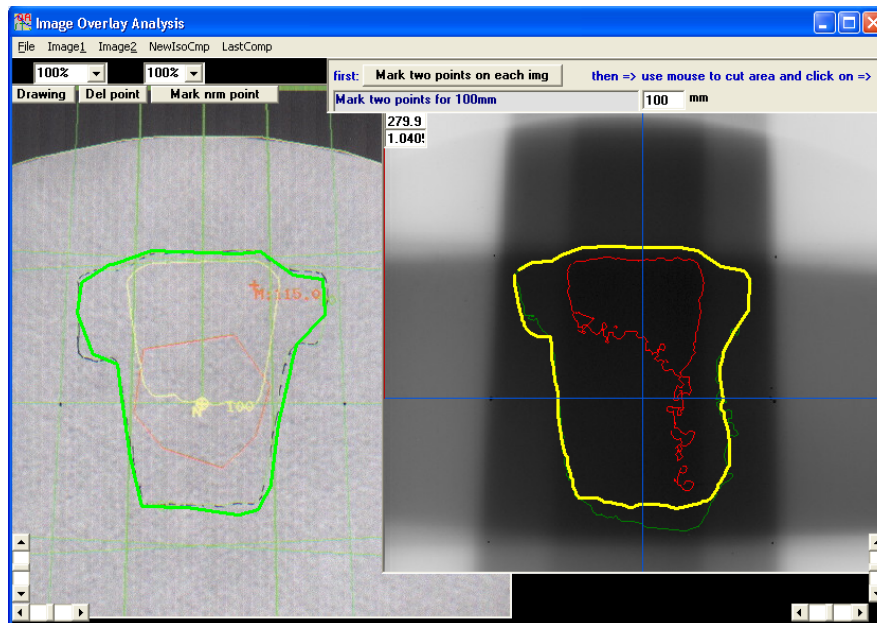 Image Overlay Analysis
File Image1 Image2 NewIsoCmp LastComp
100% 100%
first: Mark two points on each img then => use mouse to cut area and click on =>
Drawing Del point Mark nrm point
Mark two points for 100mm 100 mm
279.9
1.040
100